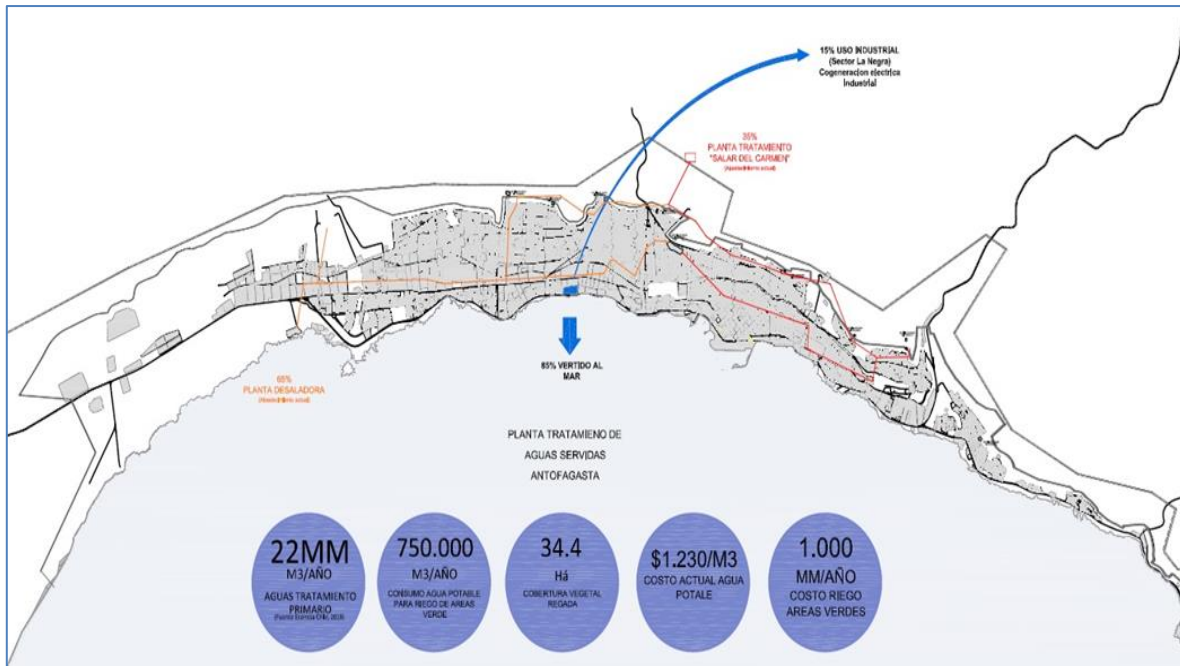 15% USO INDUSTRIAL
(Sector La Negra)
Cogeneracion electrica
Industrial
35%
PLANTA TRATAMIENTO
"SALAR DEL CARMEN"
65% VERTIDO AL
MAR
PLANTA DESALADORA
PLANTA TRATAMIENO DE
AGUAS SERVIDAS
ANTOFAGASTA
22MM
M3/AÑO
AGUAS TRATAMIENTO
PRIMARIO
750.000
M3/AÑO
CONSUMO AGUA POTABLE
PARA RIEGO DE AREAS
VERDE
34.4
Há
COBERTURA VEGETAL
REGADA
$1.230/M3
COSTO ACTUAL AGUA
POTALE
1.000
MM/AÑO
COSTO RIEGO
AREAS VERDES